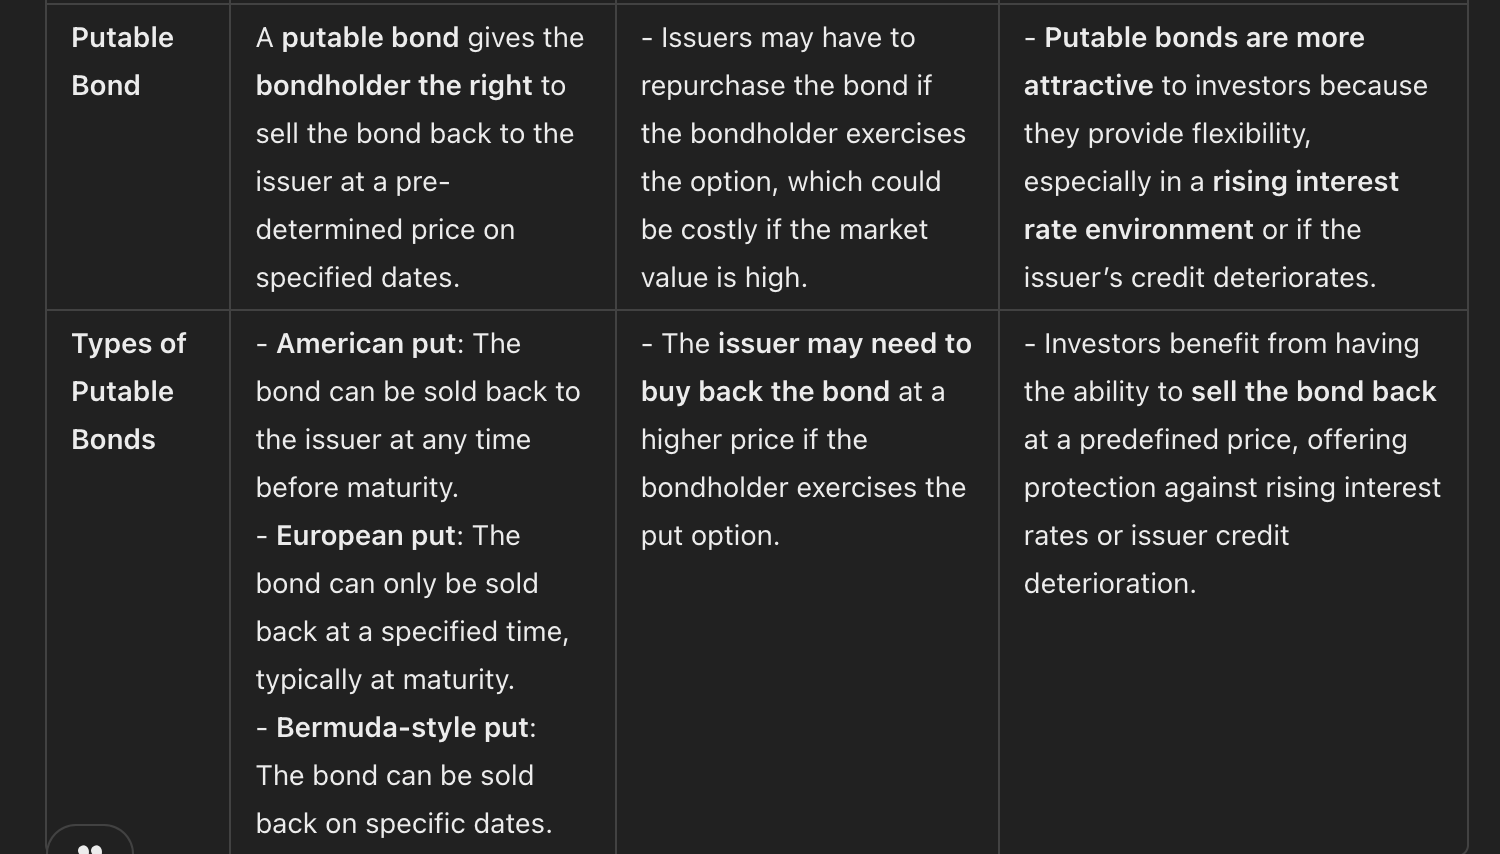 Putable
Bond
A putable bond gives the
bondholder the right to
sell the bond back to the
issuer at a pre-
determined price on
specified dates.
- Issuers may have to
repurchase the bond if
the bondholder exercises
the option, which could
be costly if the market
value is high.
- Putable bonds are more
attractive to investors because
they provide flexibility,
especially in a rising interest
rate environment or if the
issuer’s credit deteriorates.
Types of
Putable
Bonds
- American put: The
bond can be sold back to
the issuer at any time
before maturity.
- European put: The
bond can only be sold
back at a specified time,
typically at maturity.
- Bermuda-style put:
The bond can be sold
back on specific dates.
- The issuer may need to
buy back the bond at a
higher price if the
bondholder exercises the
put option.
- Investors benefit from having
the ability to sell the bond back
at a predefined price, offering
protection against rising interest
rates or issuer credit
deterioration.